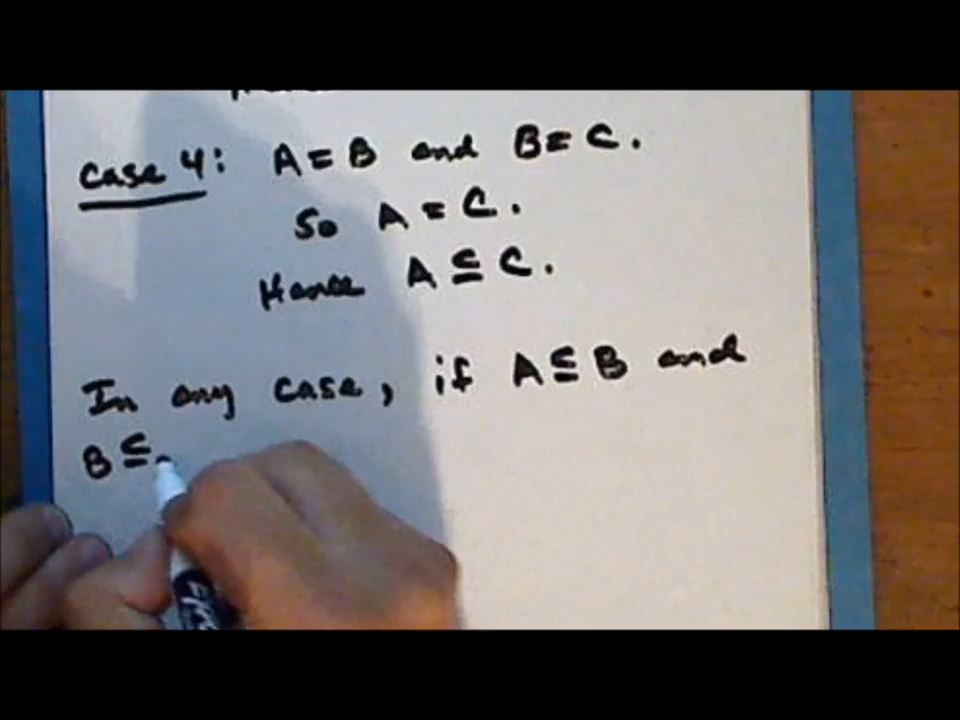 Case 4: A = B and B = C.
So A = C.
Hence A ⊆ C.
In any case, if A ⊆ B and
B ⊆